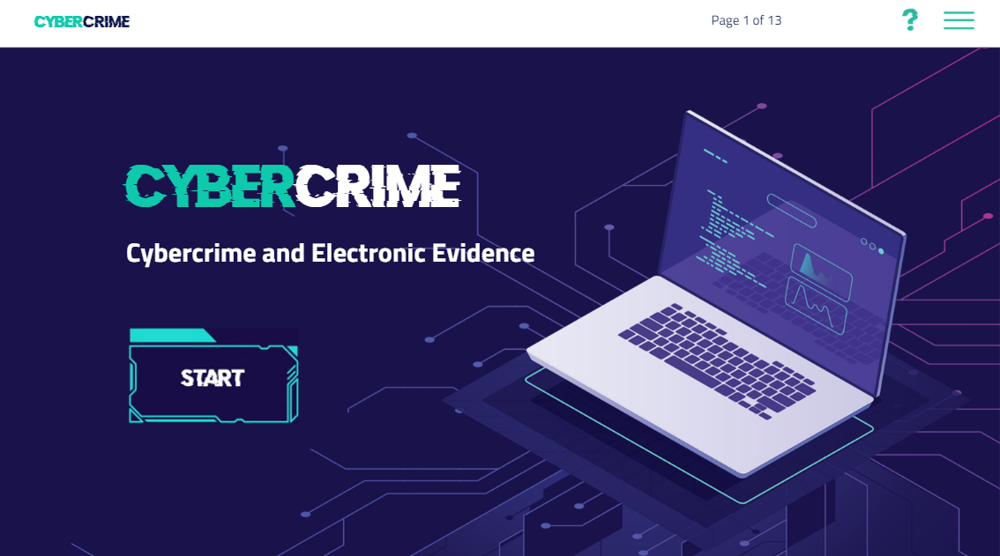 CYBERCRIME
Page 1 of 13
?
CYBERCRIME
Cybercrime and Electronic Evidence
START